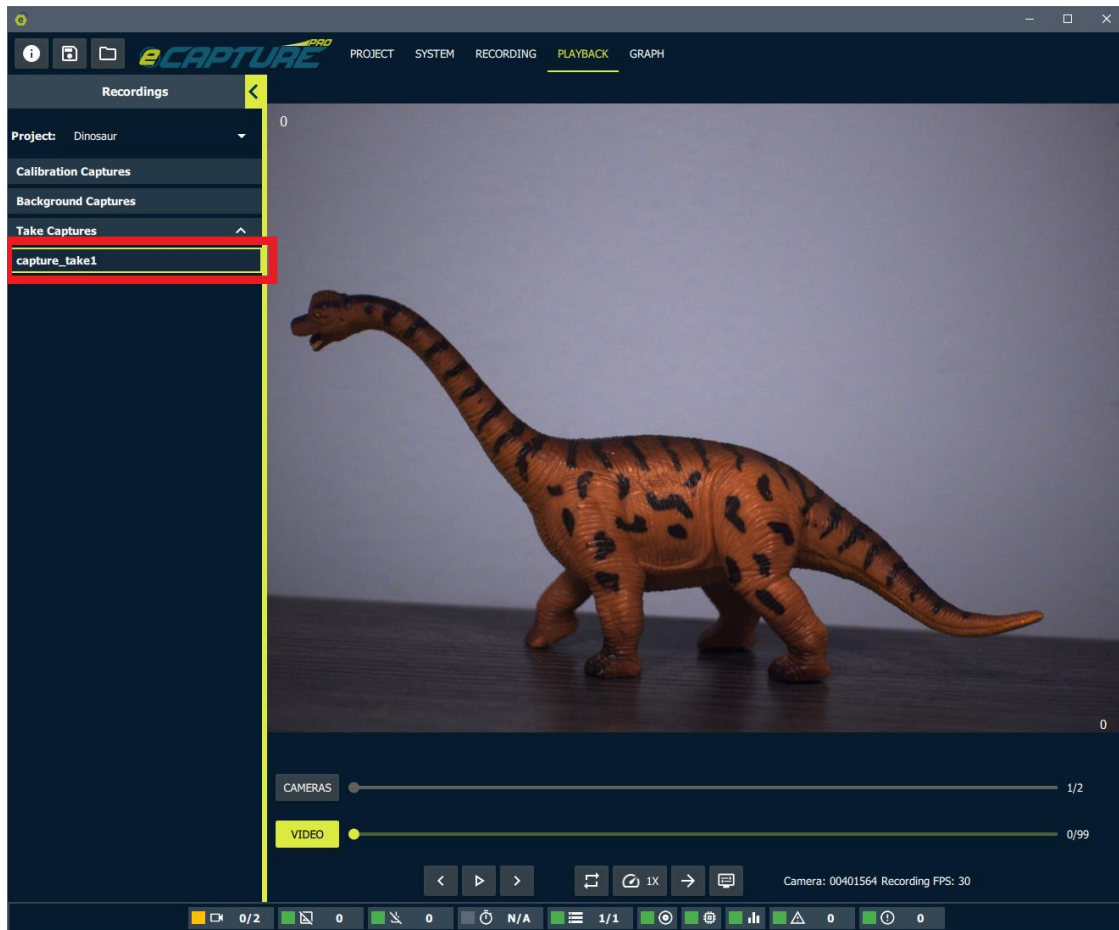 eCAPTURE PRO
PROJECT SYSTEM RECORDING PLAYBACK GRAPH
Recordings
Project: Dinosaur
Calibration Captures
Background Captures
Take Captures
capture_take1
0
0
CAMERAS 1/2
VIDEO 0/99
1X Camera: 00401564 Recording FPS: 30
0/2 0 0 N/A 1/1 0 0